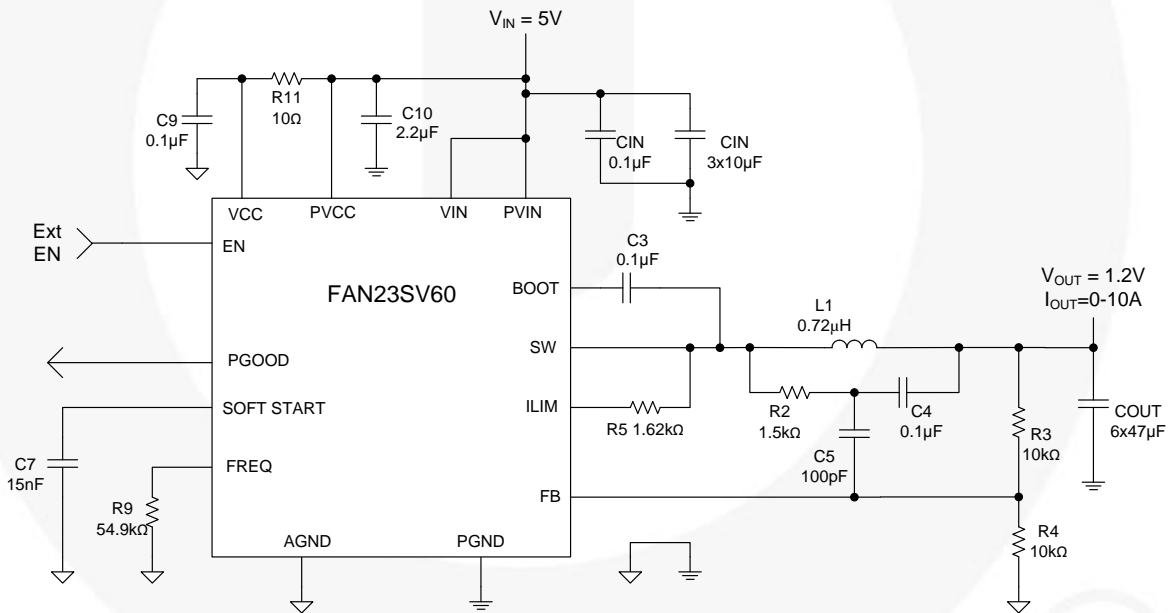 V_IN = 5V
R11
10Ω
C9
0.1µF
C10
2.2µF
CIN
0.1µF
CIN
3x10µF
VCC
PVCC
VIN
PVIN
Ext
EN
EN
FAN23SV60
BOOT
C3
0.1µF
SW
L1
0.72µH
V_OUT = 1.2V
I_OUT=0-10A
PGOOD
ILIM
R5 1.62kΩ
R2
1.5kΩ
C4
0.1µF
C5
100pF
R3
10kΩ
COUT
6x47µF
SOFT START
C7
15nF
FREQ
R9
54.9kΩ
FB
R4
10kΩ
AGND
PGND